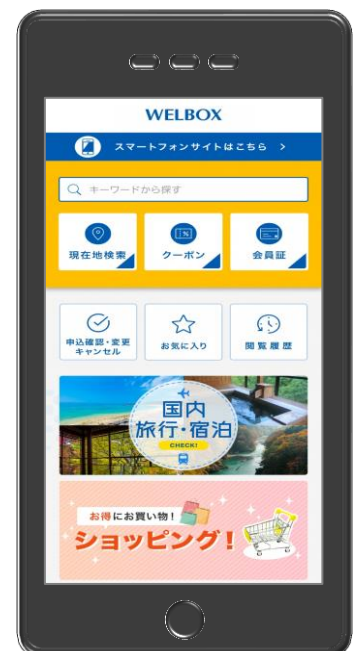 WELBOX
スマートフォンサイトはこちら >
キーワードから探す
現在地検索
クーポン
会員証
申込確認・変更
キャンセル
お気に入り
閲覧履歴
国内
旅行・宿泊
CHECK!
お得にお買い物!
ショッピング!